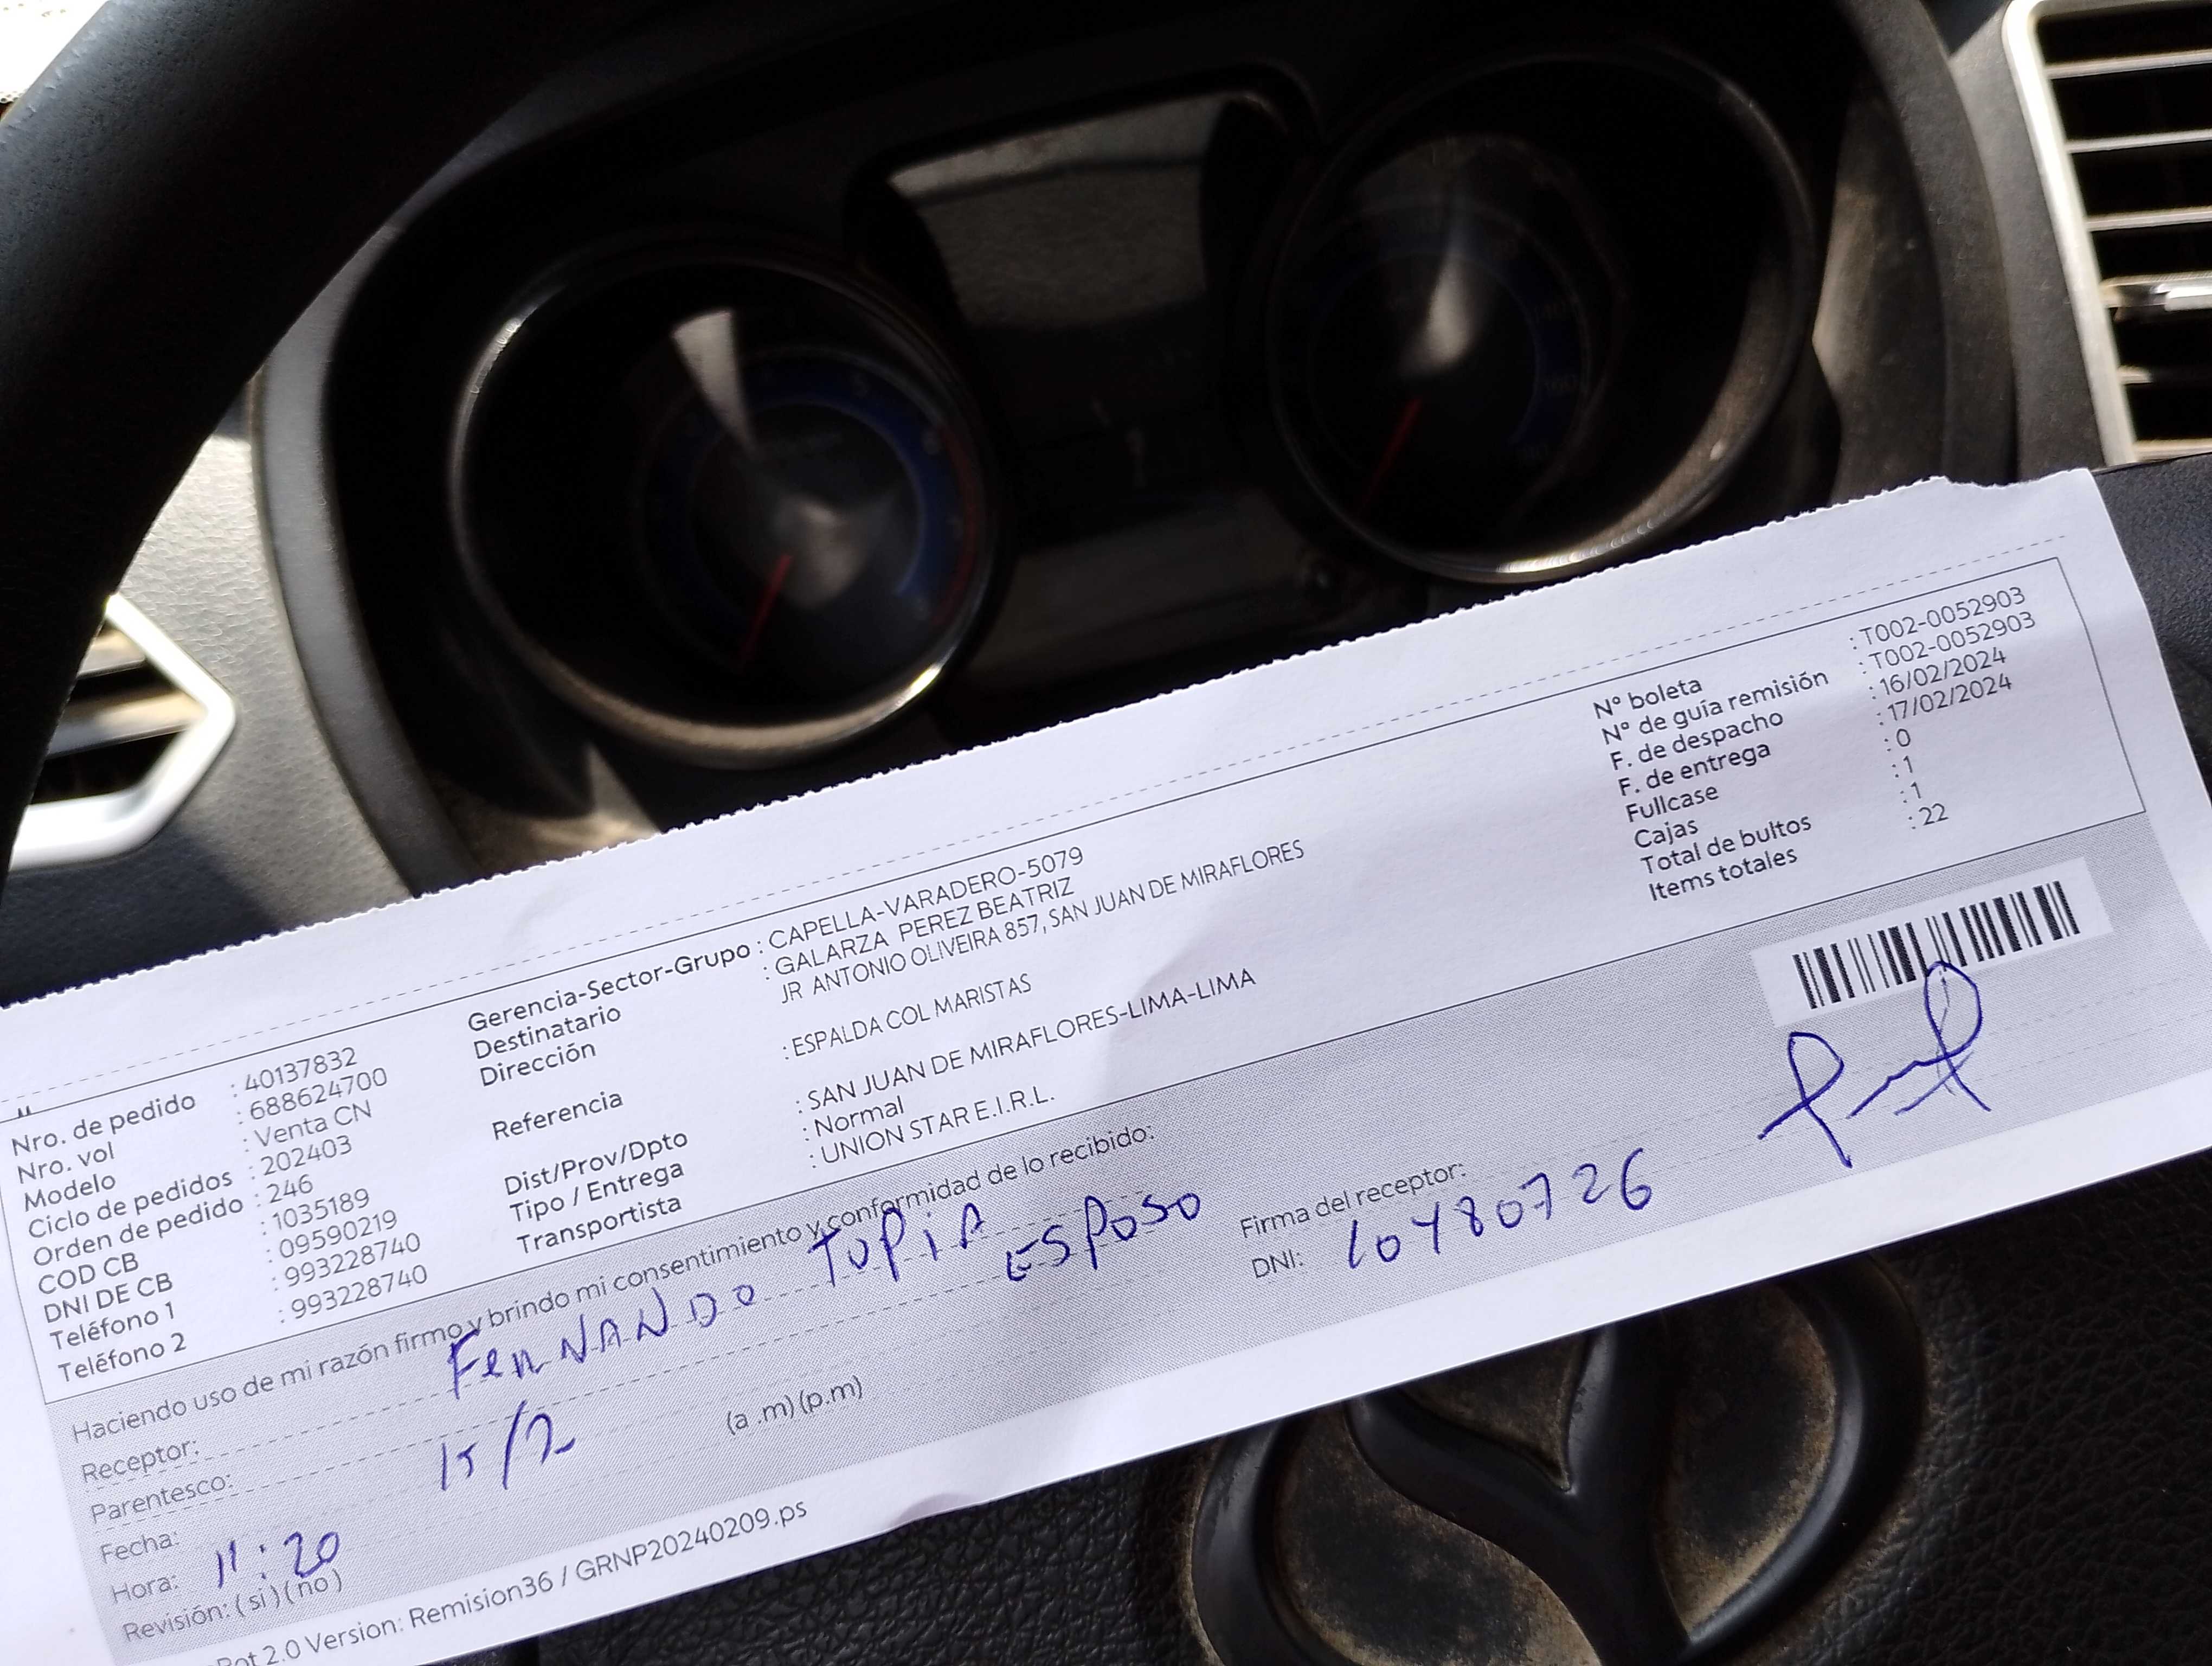 Nro. de pedido : 40137832
Nro. vol : 688624700
Modelo : Venta CN
Ciclo de pedidos : 202403
Orden de pedido : 246
COD CB : 1035189
DNI DE CB : 09590219
Teléfono 1 : 993228740
Teléfono 2 : 993228740
Gerencia-Sector-Grupo : CAPELLA-VARADERO-5079
Destinatario : GALARZA PEREZ BEATRIZ
Dirección JR ANTONIO OLIVEIRA 857, SAN JUAN DE MIRAFLORES
Referencia : ESPALDA COL MARISTAS
Dist/Prov/Dpto : SAN JUAN DE MIRAFLORES-LIMA-LIMA
Tipo / Entrega : Normal
Transportista : UNION STAR E.I.R.L.
N° boleta : T002-0052903
N° de guía remisión : T002-0052903
F. de despacho : 16/02/2024
F. de entrega : 17/02/2024
Fullcase : 0
Cajas : 1
Total de bultos : 1
Items totales : 22
Haciendo uso de mi razón firmo y brindo mi consentimiento y conformidad de lo recibido:
Receptor: FERNANDO TUPIA
Parentesco: ESPOSO
Fecha: 15/2
Hora: 11:20 (a .m) (p.m)
Revisión: ( si ) ( no )
Firma del receptor:
DNI: 10480726
2.0 Version: Remision36 / GRNP20240209.ps